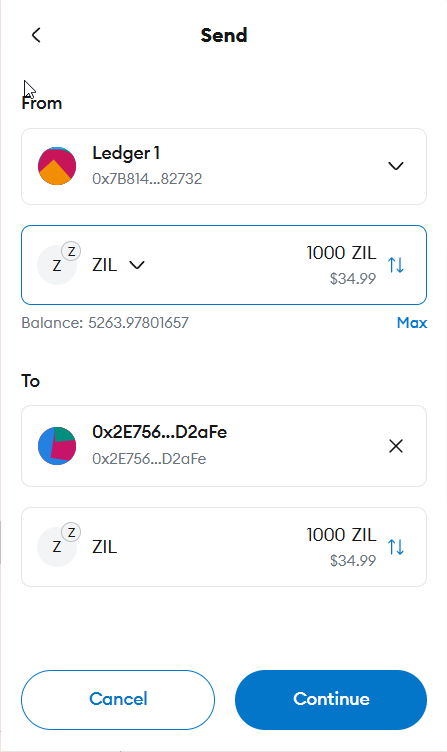 Send
From
Ledger 1
0x7B814...82732
Z Z ZIL 1000 ZIL
$34.99
Balance: 5263.97801657 Max
To
0x2E756...D2aFe
0x2E756...D2aFe
Z Z ZIL 1000 ZIL
$34.99
Cancel Continue